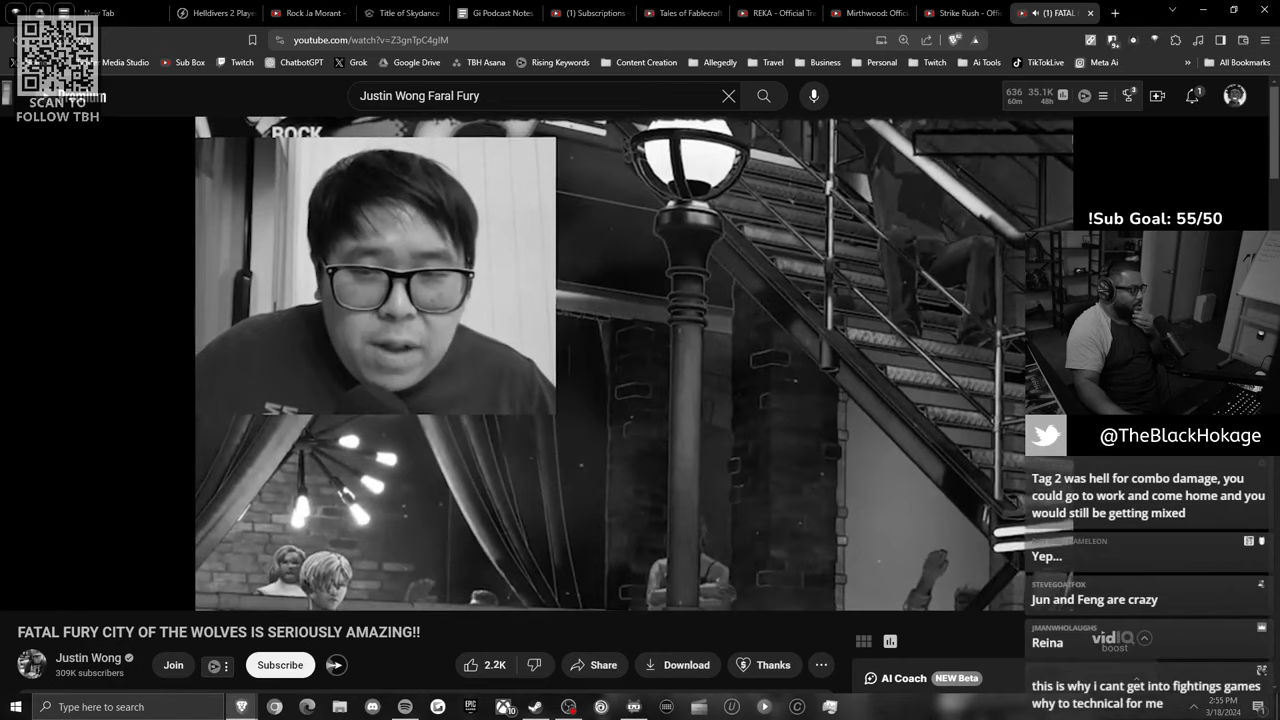 New Tab
Helldivers 2 Playe
Rock Ja Morant -
Title of Skydance
Gi Podcast Notes
(1) Subscriptions
Tales of Fablecraf
REKA - Official Tra
Mirthwood: Offic
Strike Rush - Offi
(1) FATAL
youtube.com/watch?v=Z3gnTpC4gIM
Media Studio
Sub Box
Twitch
ChatbotGPT
Grok
Google Drive
TBH Asana
Rising Keywords
Content Creation
Allegedly
Travel
Business
Personal
Twitch
Ai Tools
TikTokLive
Meta Ai
All Bookmarks
SCAN TO
FOLLOW TBH
Premium
Justin Wong Faral Fury
636 35.1K
60m 48h
ROCK
!Sub Goal: 55/50
@TheBlackHokage
Tag 2 was hell for combo damage, you
could go to work and come home and you
would still be getting mixed
Yep...
STEVEGOATFOX
Jun and Feng are crazy
JMANWHOLAUGHS
Reina
vidIQ
boost
this is why i cant get into fightings games
why to technical for me
FATAL FURY CITY OF THE WOLVES IS SERIOUSLY AMAZING!!
Justin Wong
309K subscribers
Join
Subscribe
2.2K
Share
Download
Thanks
AI Coach NEW Beta
Type here to search
2:55 PM
3/18/2024